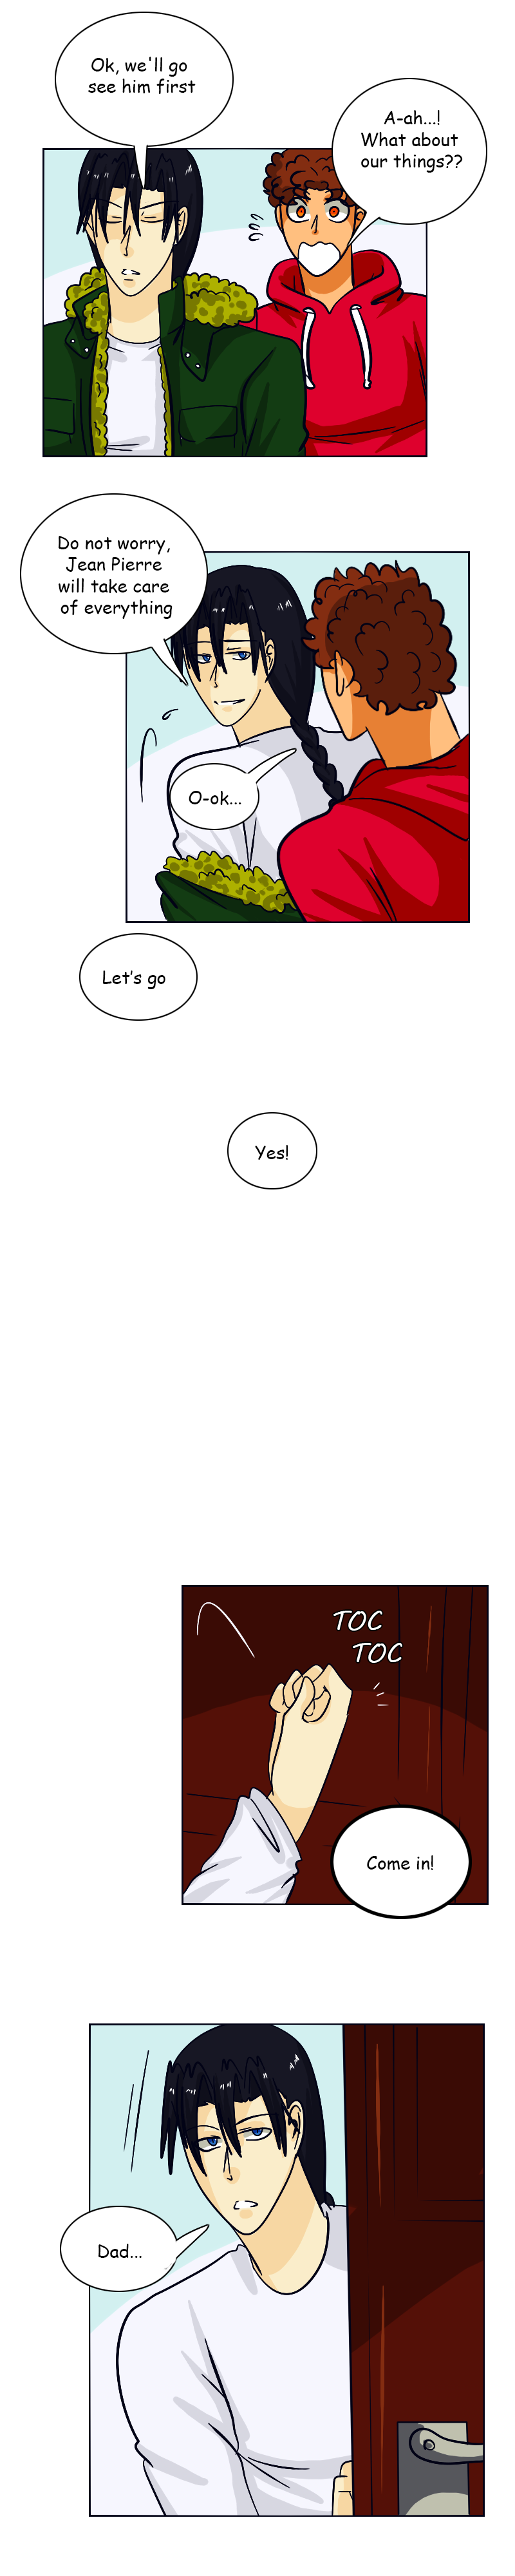 Ok, we'll go
see him first
A-ah...!
What about
our things??
Do not worry,
Jean Pierre
will take care
of everything
O-ok...
Let's go
Yes!
TOC
TOC
Come in!
Dad...